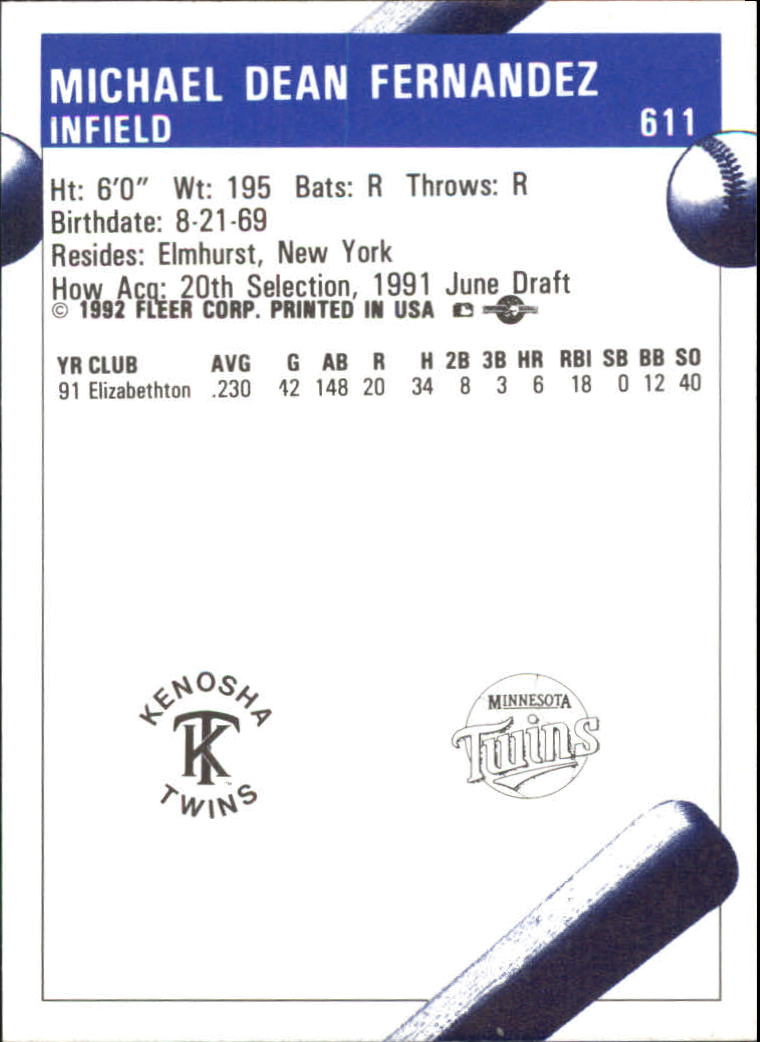 MICHAEL DEAN FERNANDEZ
INFIELD 611
Ht: 6'0" Wt: 195 Bats: R Throws: R
Birthdate: 8-21-69
Resides: Elmhurst, New York
How Acq: 20th Selection, 1991 June Draft
© 1992 FLEER CORP. PRINTED IN USA
YR CLUB AVG G AB R H 2B 3B HR RBI SB BB SO
91 Elizabethton .230 42 148 20 34 8 3 6 18 0 12 40
KENOSHA
TK
TWINS
MINNESOTA
Twins